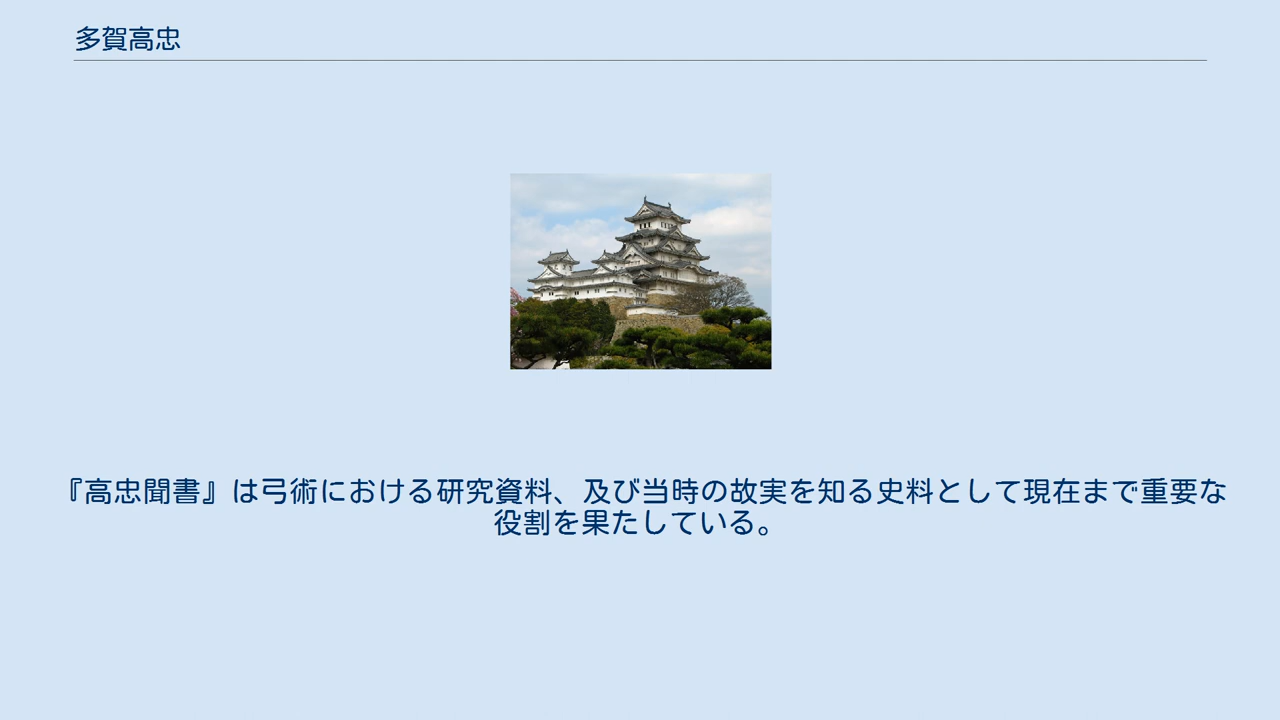 多賀高忠
『高忠聞書』は弓術における研究資料、及び当時の故実を知る史料として現在まで重要な
役割を果たしている。